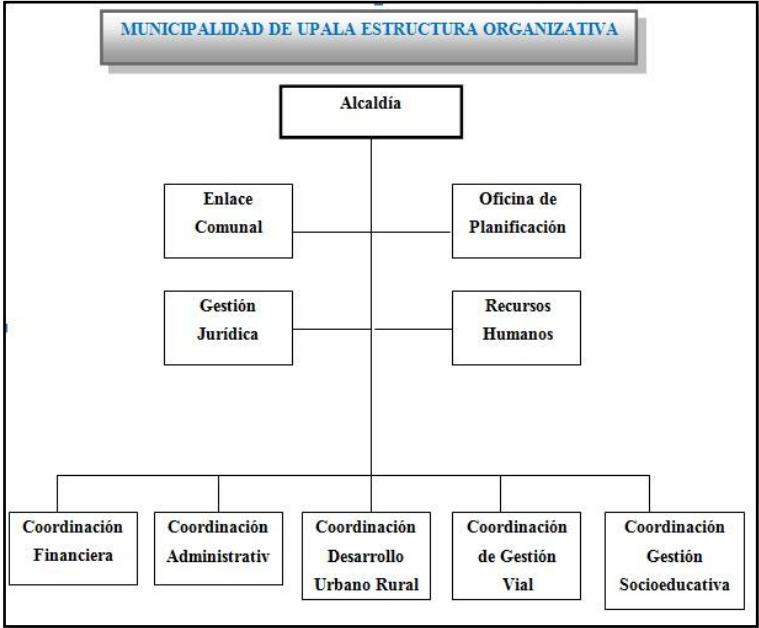 MUNICIPALIDAD DE UPALA ESTRUCTURA ORGANIZATIVA
Alcaldía
Enlace
Comunal
Oficina de
Planificación
Gestión
Jurídica
Recursos
Humanos
Coordinación
Financiera
Coordinación
Administrativ
Coordinación
Desarrollo
Urbano Rural
Coordinación
de Gestión
Vial
Coordinación
Gestión
Socioeducativa